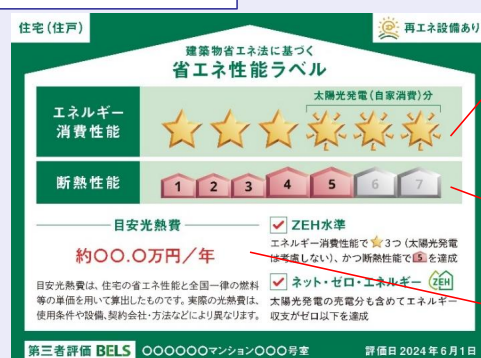 住宅(住戸)
再エネ設備あり
建築物省エネ法に基づく
省エネ性能ラベル
太陽光発電(自家消費)分
エネルギー
消費性能
断熱性能
1 2 3 4 5 6 7
目安光熱費
約〇〇.〇万円/年
目安光熱費は、住宅の省エネ性能と全国一律の燃料
等の単価を用いて算出したものです。実際の光熱費は、
使用条件や設備、契約会社・方法などにより異なります。
ZEH水準
エネルギー消費性能で⭐3つ(太陽光発電
は考慮しない)、かつ断熱性能で5を達成
ネット・ゼロ・エネルギー ZEH
太陽光発電の売電分も含めてエネルギー
収支がゼロ以下を達成
第三者評価 BELS 〇〇〇〇〇〇マンション〇〇〇号室
評価日2024年6月1日